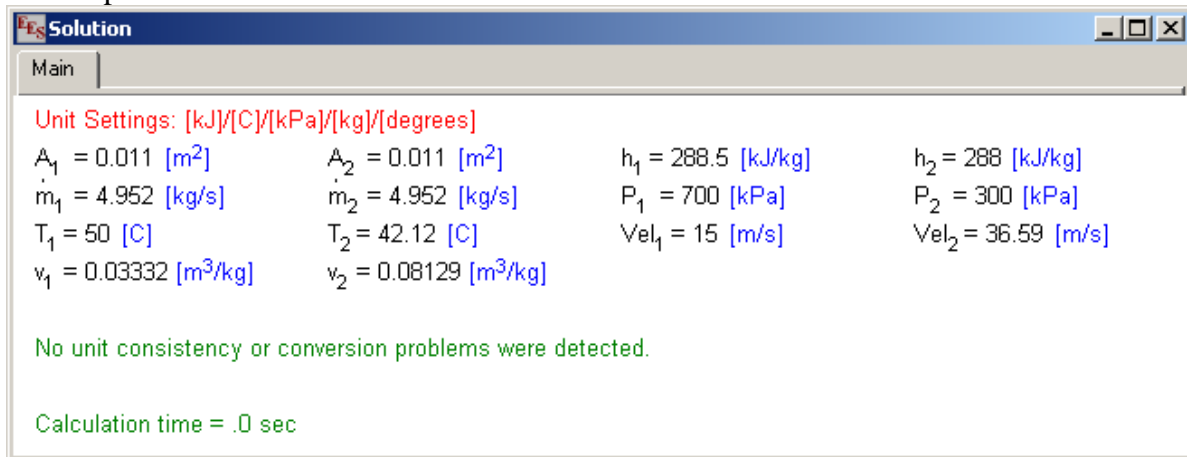 EES Solution
Main
Unit Settings: [kJ]/[C]/[kPa]/[kg]/[degrees]
A₁ = 0.011 [m²] A₂ = 0.011 [m²] h₁ = 288.5 [kJ/kg] h₂ = 288 [kJ/kg]
ṁ₁ = 4.952 [kg/s] ṁ₂ = 4.952 [kg/s] P₁ = 700 [kPa] P₂ = 300 [kPa]
T₁ = 50 [C] T₂ = 42.12 [C] Vel₁ = 15 [m/s] Vel₂ = 36.59 [m/s]
v₁ = 0.03332 [m³/kg] v₂ = 0.08129 [m³/kg]
No unit consistency or conversion problems were detected.
Calculation time = .0 sec